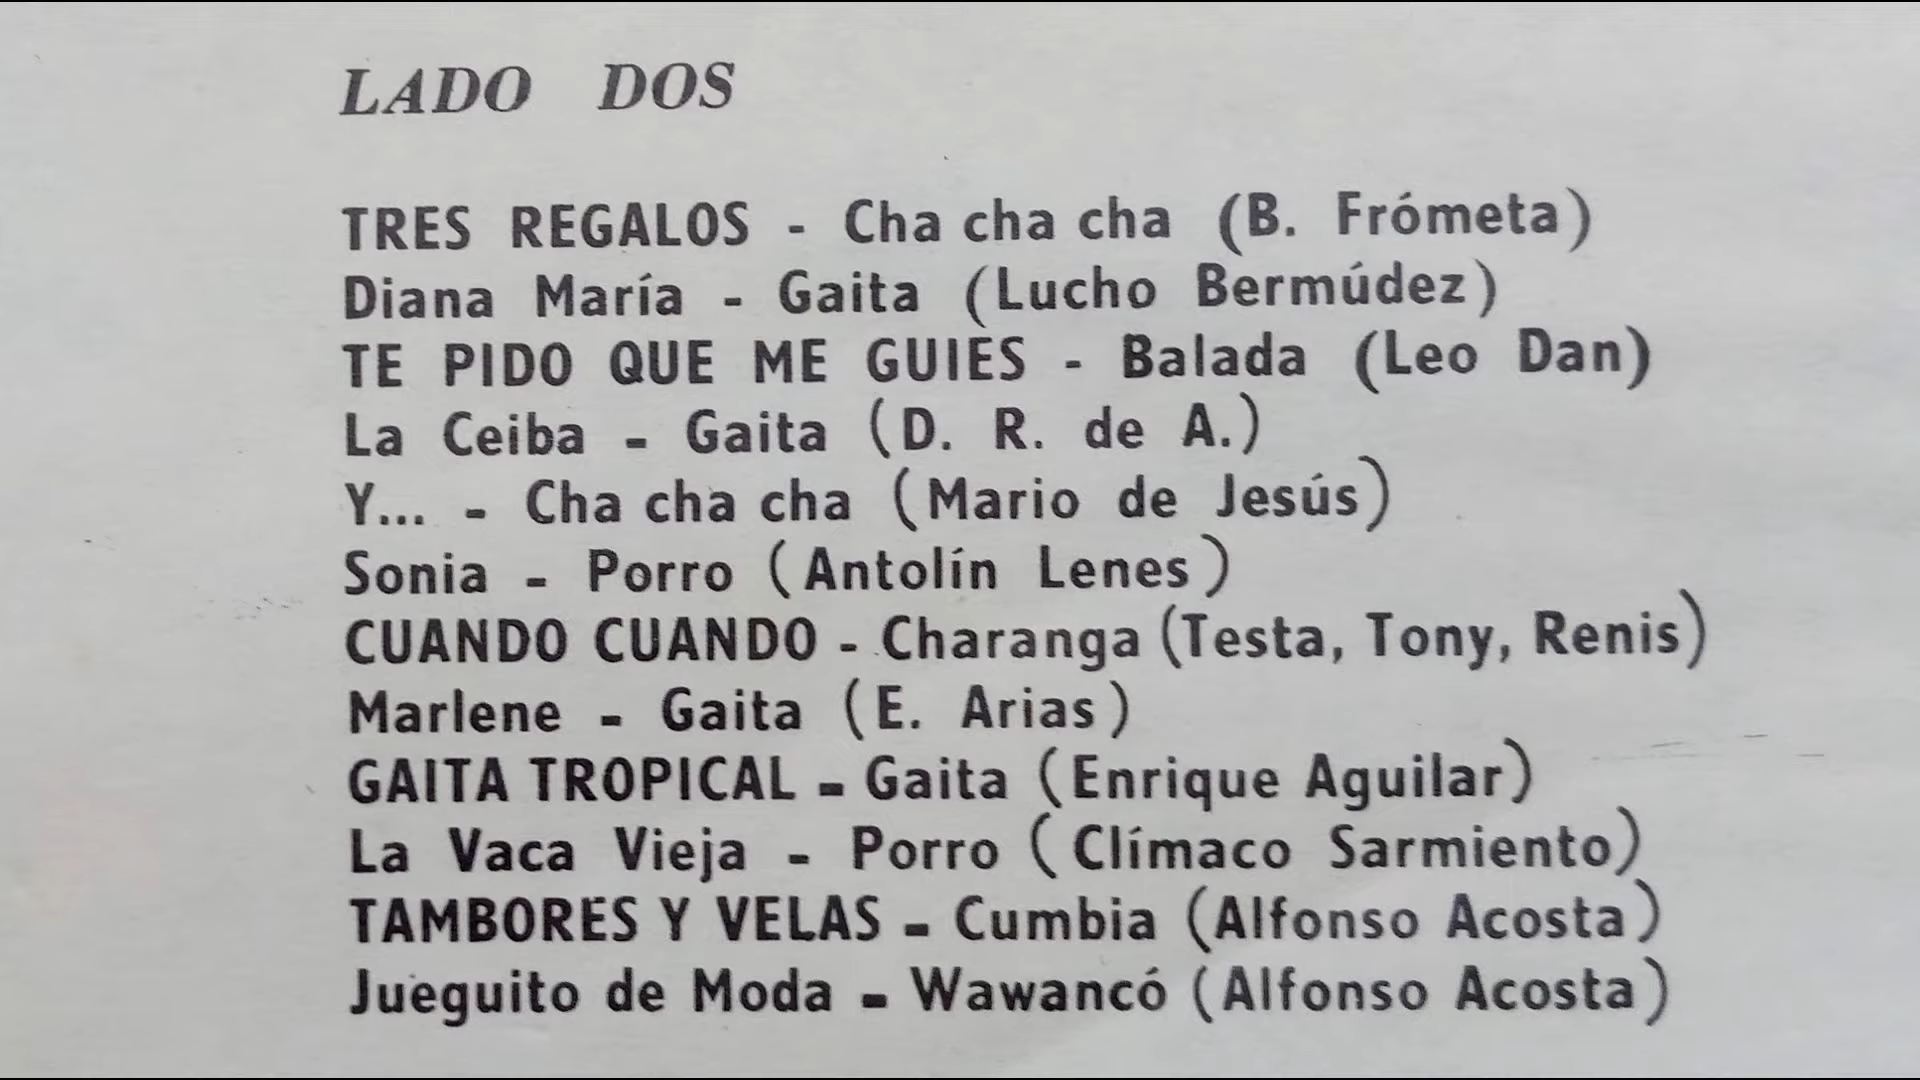 LADO DOS
TRES REGALOS - Cha cha cha (B. Frómeta)
Diana María - Gaita (Lucho Bermúdez)
TE PIDO QUE ME GUIES - Balada (Leo Dan)
La Ceiba - Gaita (D. R. de A.)
Y... - Cha cha cha (Mario de Jesús)
Sonia - Porro (Antolín Lenes)
CUANDO CUANDO - Charanga (Testa, Tony, Renis)
Marlene - Gaita (E. Arias)
GAITA TROPICAL - Gaita (Enrique Aguilar)
La Vaca Vieja - Porro (Clímaco Sarmiento)
TAMBORES Y VELAS - Cumbia (Alfonso Acosta)
Jueguito de Moda - Wawancó (Alfonso Acosta)